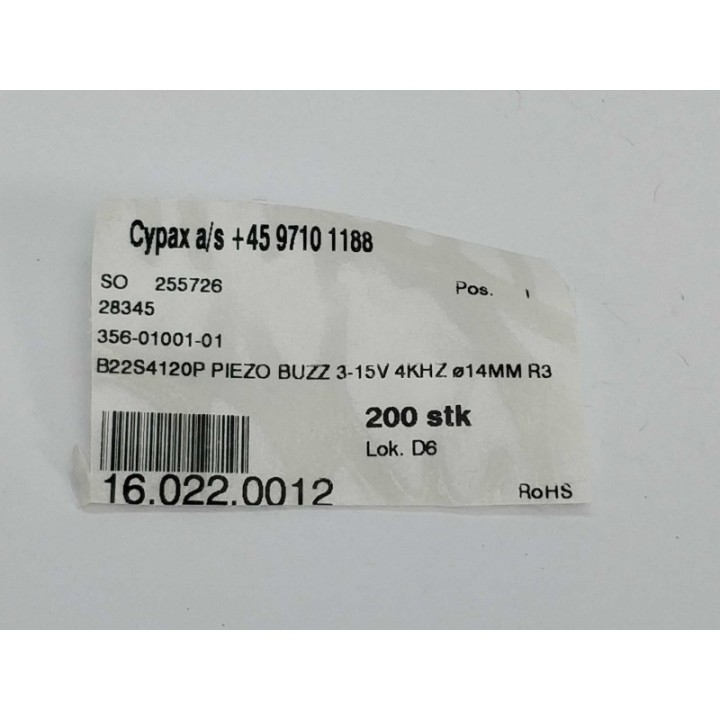 Cypax a/s +45 9710 1188
SO 255726 Pos. 1
28345
356-01001-01
B22S4120P PIEZO BUZZ 3-15V 4KHZ ø14MM R3
200 stk
Lok. D6
16.022.0012
RoHS